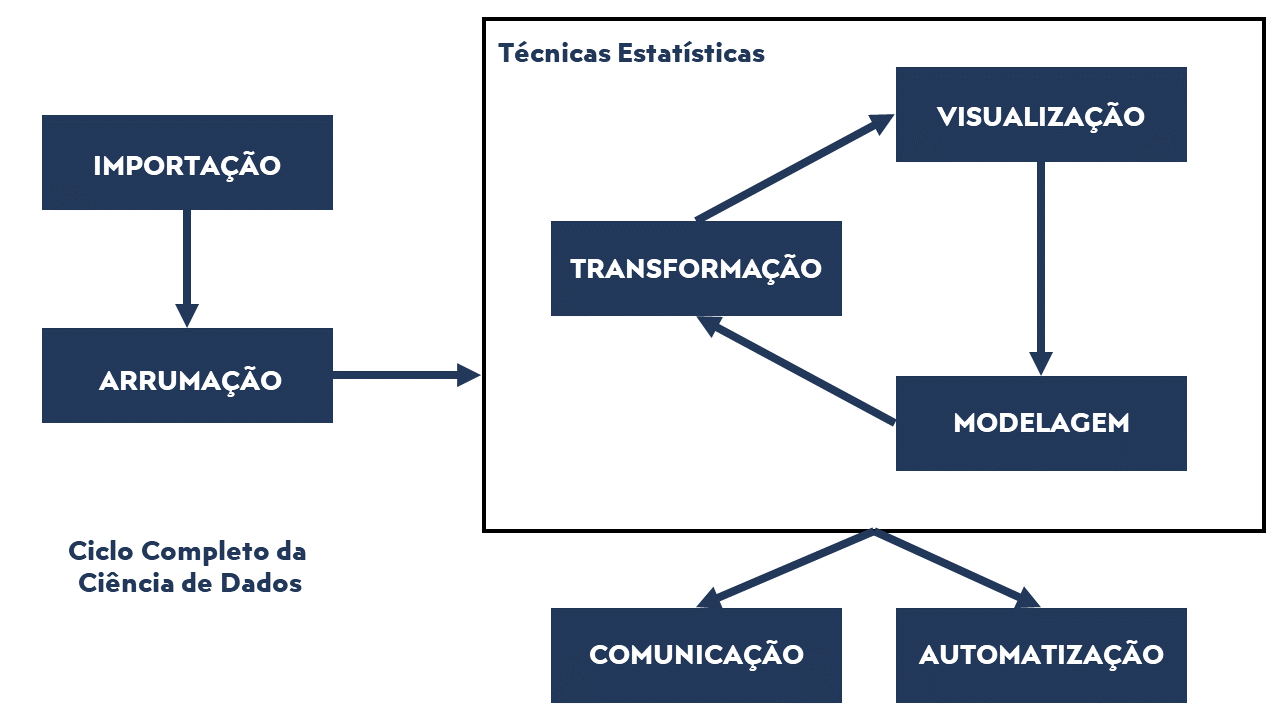 Técnicas Estatísticas
VISUALIZAÇÃO
IMPORTAÇÃO
TRANSFORMAÇÃO
ARRUMAÇÃO
MODELAGEM
Ciclo Completo da
Ciência de Dados
COMUNICAÇÃO
AUTOMATIZAÇÃO